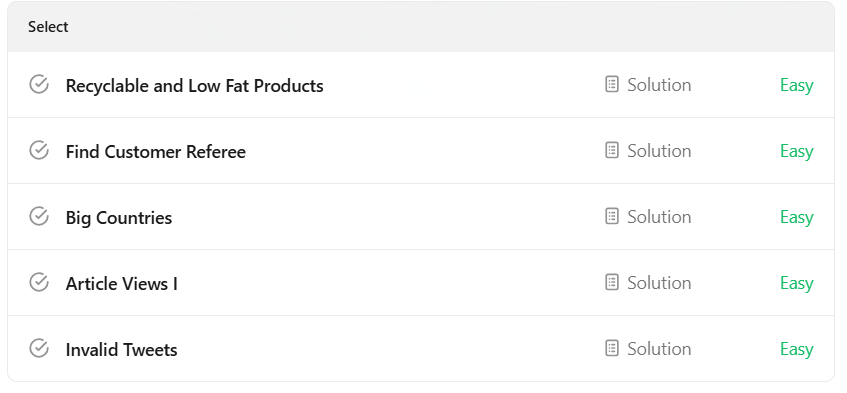 Select
Recyclable and Low Fat Products Solution Easy
Find Customer Referee Solution Easy
Big Countries Solution Easy
Article Views I Solution Easy
Invalid Tweets Solution Easy